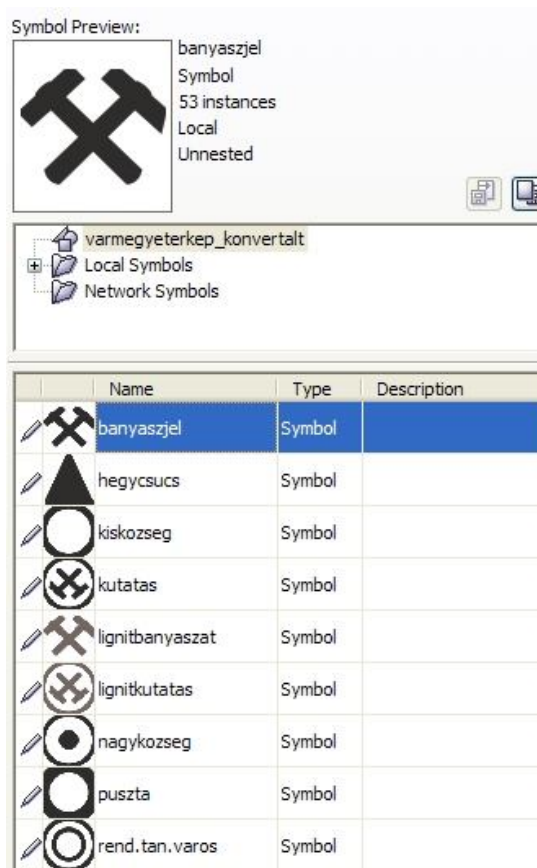 Symbol Preview:
banyaszjel
Symbol
53 instances
Local
Unnested
varmegyeterkep_konvertalt
Local Symbols
Network Symbols
Name Type Description
banyaszjel Symbol
hegycsucs Symbol
kiskozseg Symbol
kutatas Symbol
lignitbanyaszat Symbol
lignitkutatas Symbol
nagykozseg Symbol
puszta Symbol
rend.tan.varos Symbol